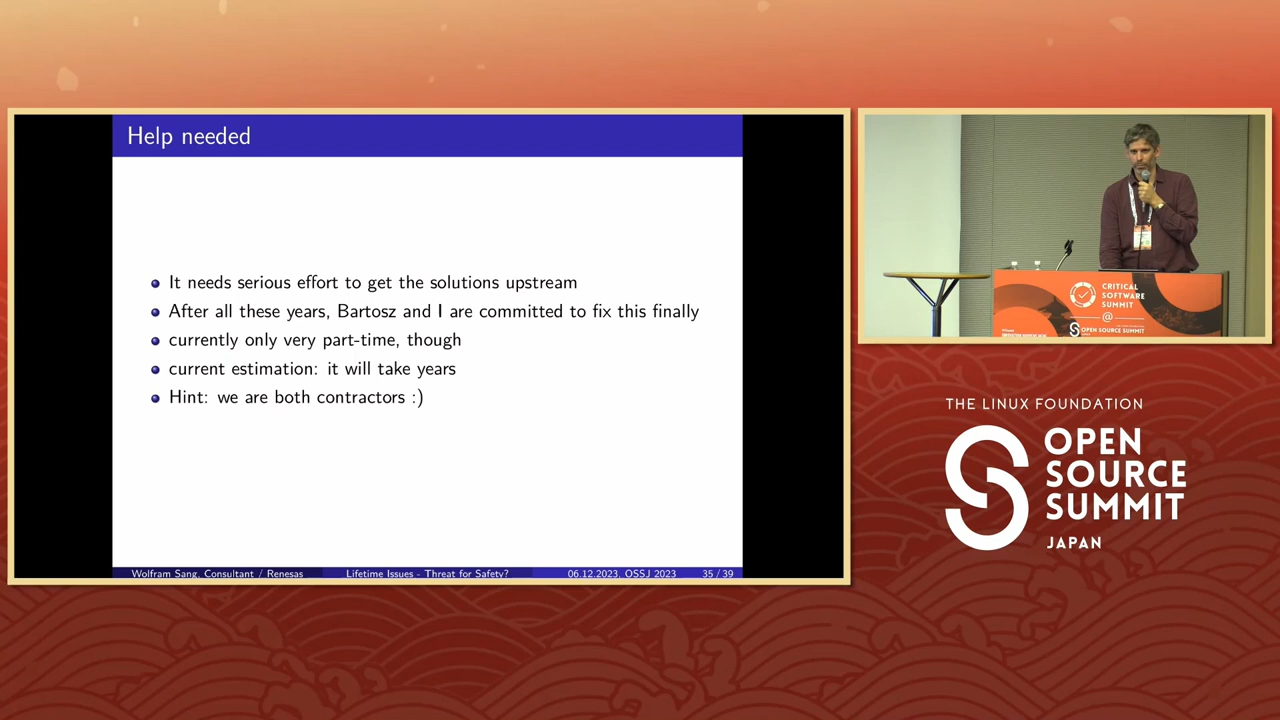 Help needed
It needs serious effort to get the solutions upstream
After all these years, Bartosz and I are committed to fix this finally
currently only very part-time, though
current estimation: it will take years
Hint: we are both contractors :)
Wolfram Sang, Consultant / Renesas Lifetime Issues - Threat for Safety? 06.12.2023, OSSJ 2023 35 / 39
CRITICAL
SOFTWARE
SUMMIT
@
OPEN SOURCE SUMMIT
THE LINUX FOUNDATION
OPEN
SOURCE
SUMMIT
JAPAN